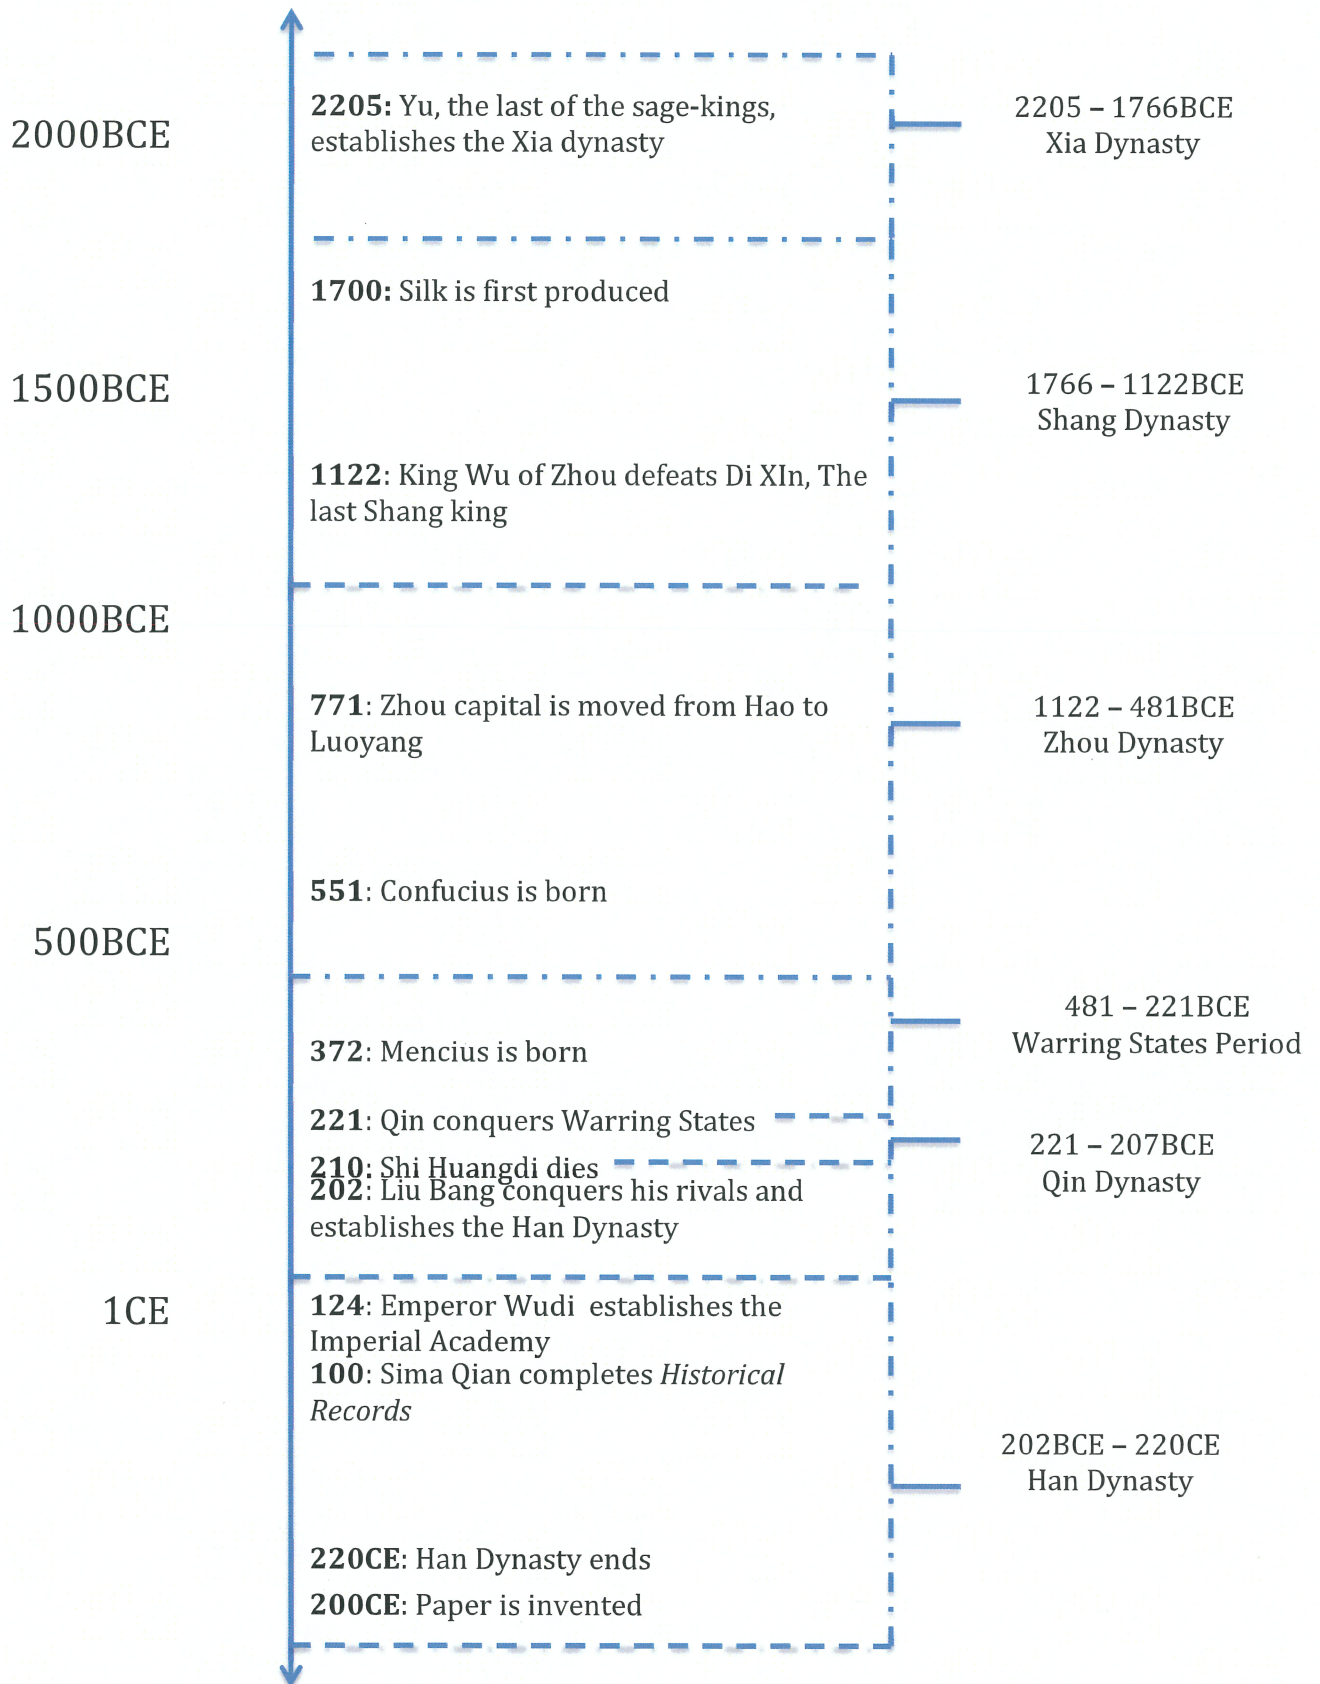 2000BCE
2205: Yu, the last of the sage-kings,
establishes the Xia dynasty
2205 – 1766BCE
Xia Dynasty
1700: Silk is first produced
1500BCE
1766 – 1122BCE
Shang Dynasty
1122: King Wu of Zhou defeats Di XIn, The
last Shang king
1000BCE
771: Zhou capital is moved from Hao to
Luoyang
1122 – 481BCE
Zhou Dynasty
551: Confucius is born
500BCE
481 – 221BCE
Warring States Period
372: Mencius is born
221: Qin conquers Warring States
221 – 207BCE
Qin Dynasty
210: Shi Huangdi dies
202: Liu Bang conquers his rivals and
establishes the Han Dynasty
1CE
124: Emperor Wudi  establishes the
Imperial Academy
100: Sima Qian completes Historical
Records
202BCE – 220CE
Han Dynasty
220CE: Han Dynasty ends
200CE: Paper is invented